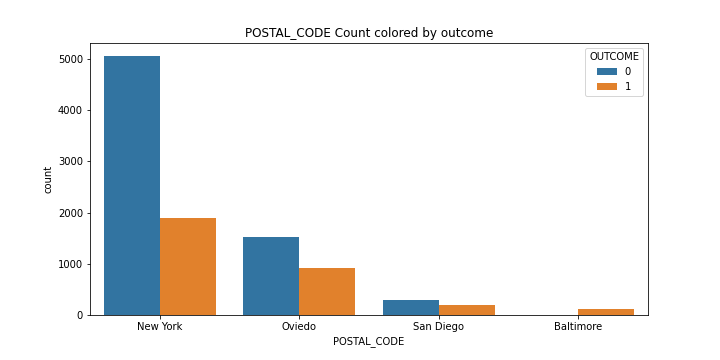 POSTAL_CODE Count colored by outcome
OUTCOME
0
1
count
5000
4000
3000
2000
1000
0
New York Oviedo San Diego Baltimore
POSTAL_CODE